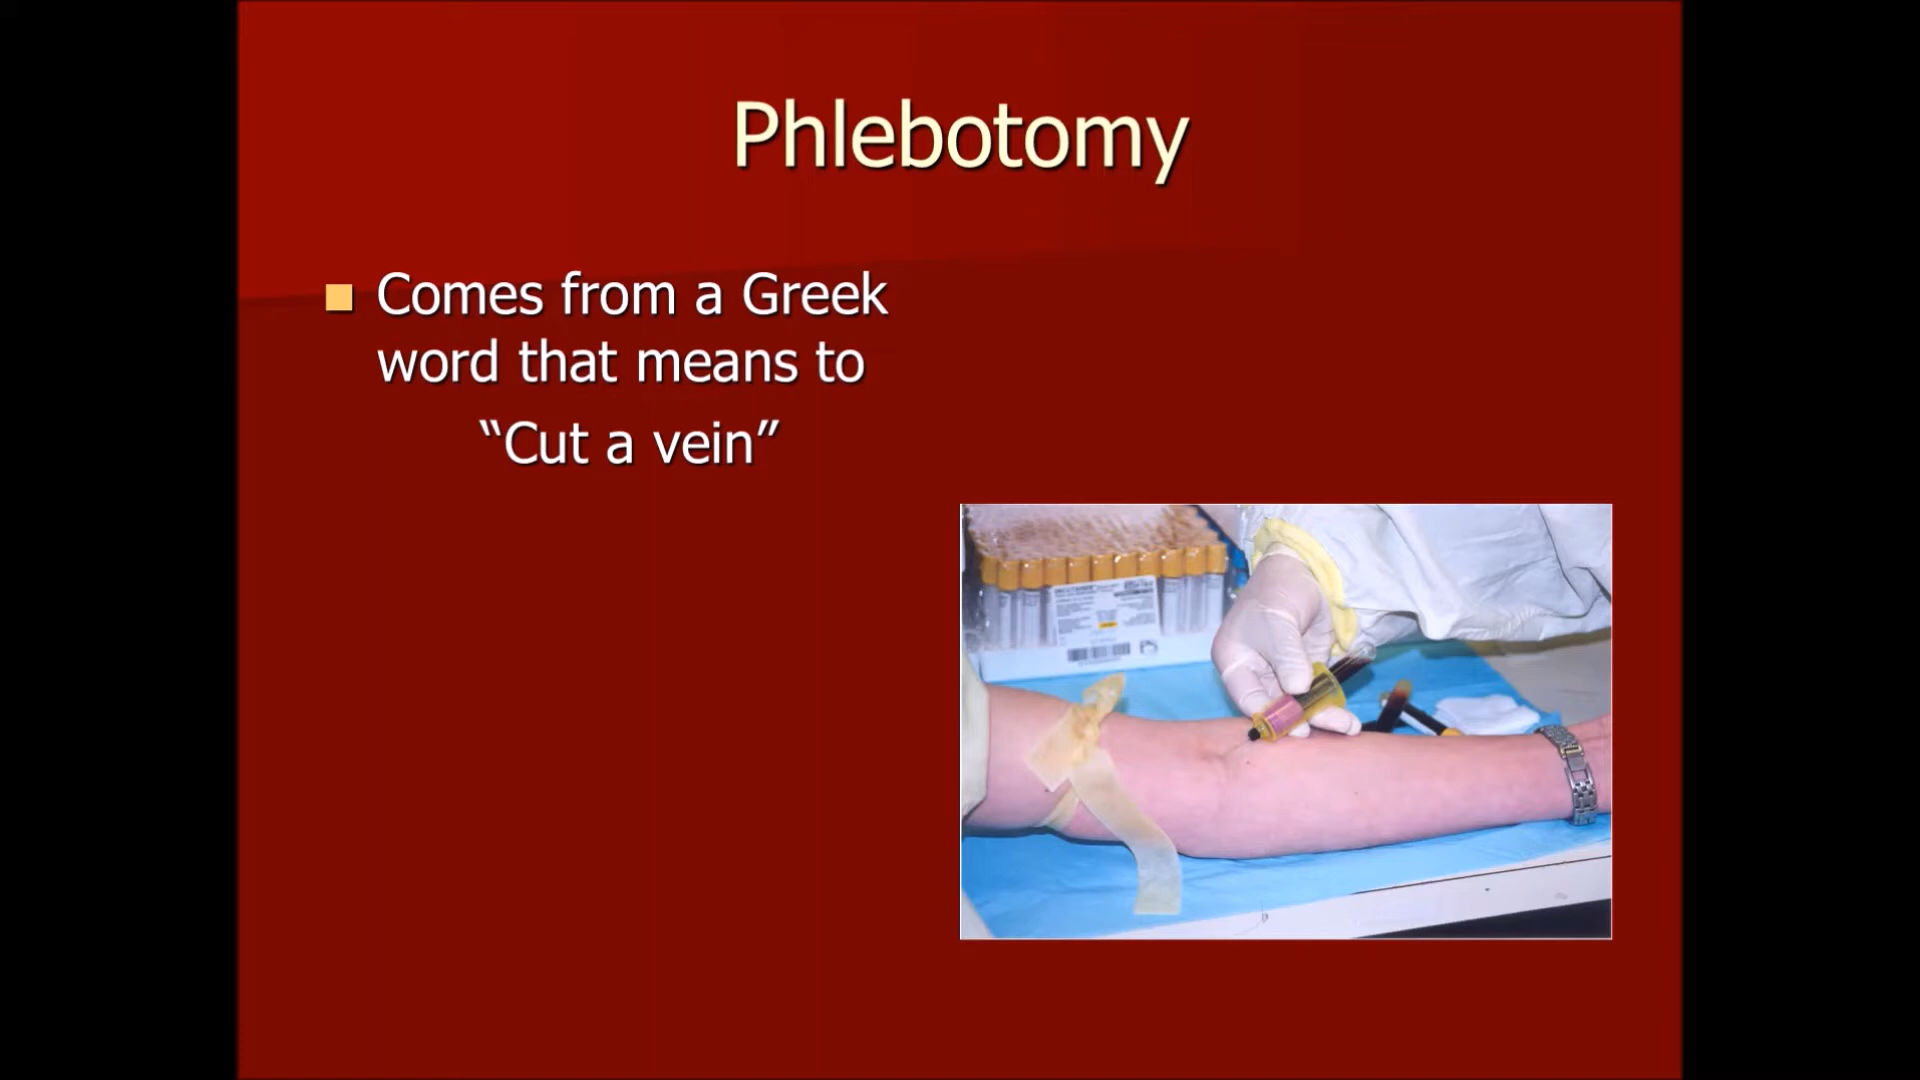 Phlebotomy
Comes from a Greek
word that means to
“Cut a vein”